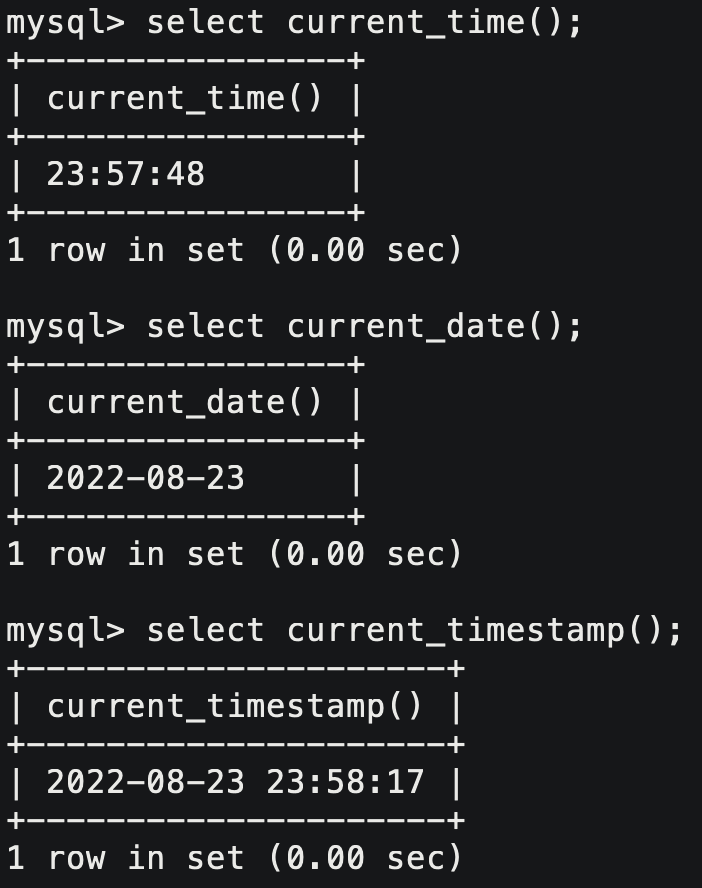 mysql> select current_time();
+----------------+
| current_time() |
+----------------+
| 23:57:48       |
+----------------+
1 row in set (0.00 sec)

mysql> select current_date();
+----------------+
| current_date() |
+----------------+
| 2022-08-23     |
+----------------+
1 row in set (0.00 sec)

mysql> select current_timestamp();
+---------------------+
| current_timestamp() |
+---------------------+
| 2022-08-23 23:58:17 |
+---------------------+
1 row in set (0.00 sec)